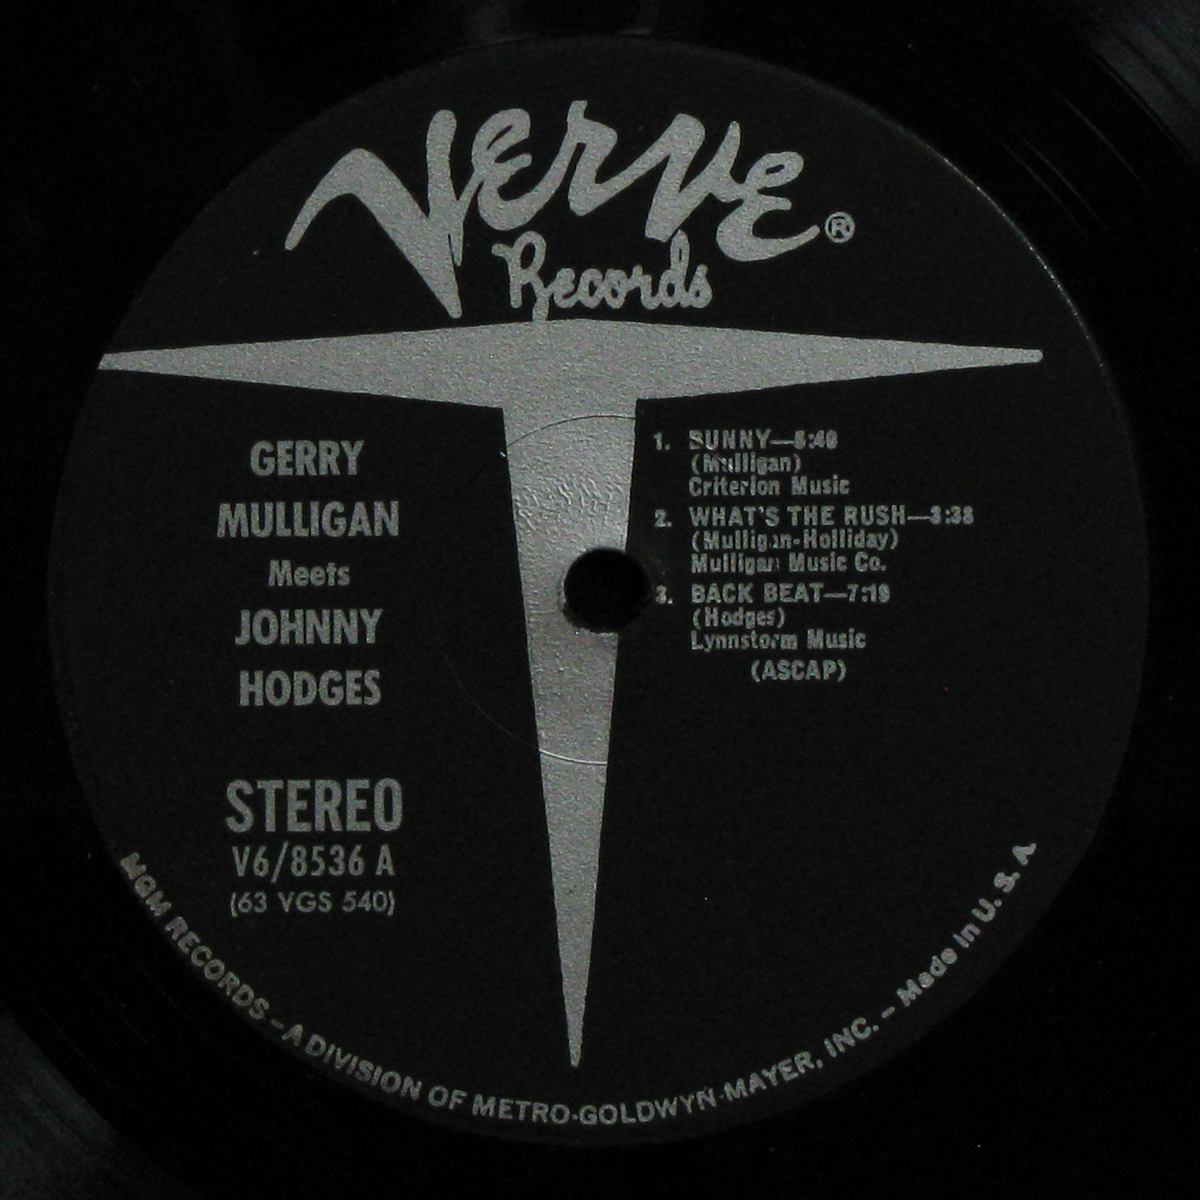 Verve®
Records
GERRY
MULLIGAN
Meets
JOHNNY
HODGES
STEREO
V6/8536 A
(63 VGS 540)
1. BUNNY—5:40
(Mulligan)
Criterion Music
2. WHAT'S THE RUSH—3:38
(Mulligan-Holliday)
Mulligan Music Co.
3. BACK BEAT—7:19
(Hodges)
Lynnstorm Music
(ASCAP)
MGM RECORDS – A DIVISION OF METRO-GOLDWYN-MAYER, INC. – Made in U. S. A.